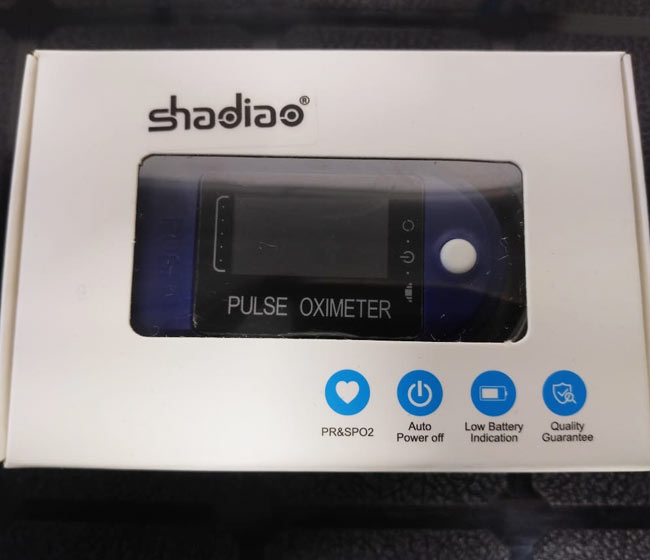 shadiao®
PULSE OXIMETER
PR&SPO2
Auto
Power off
Low Battery
Indication
Quality
Guarantee